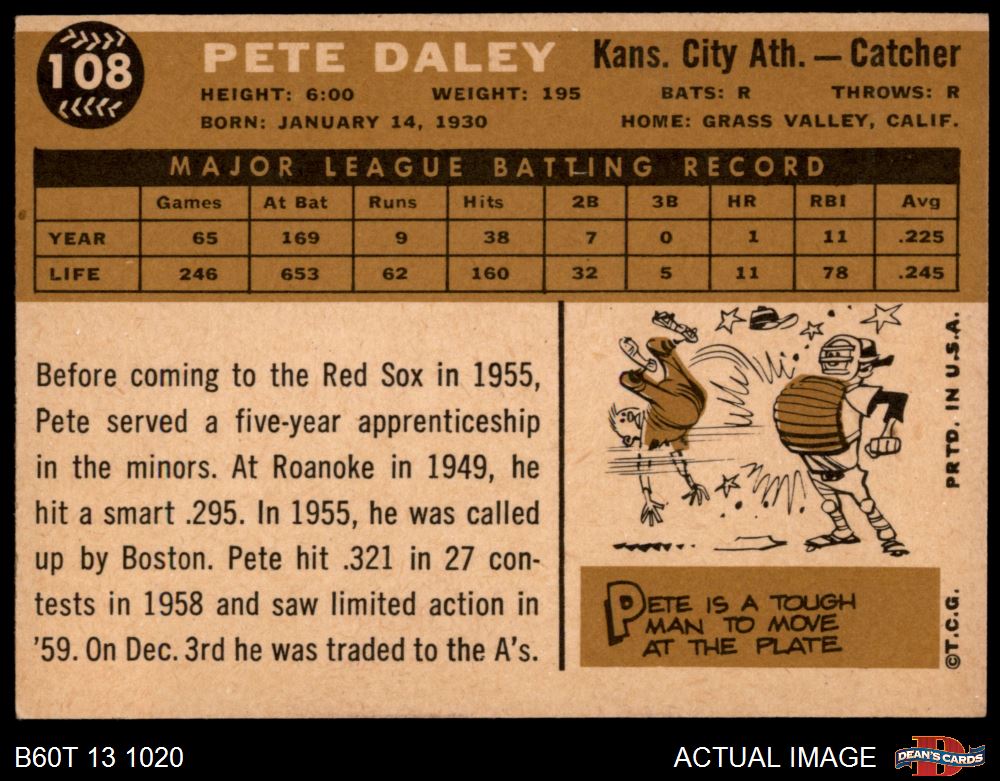 108
PETE DALEY Kans. City Ath. — Catcher
HEIGHT: 6:00 WEIGHT: 195 BATS: R THROWS: R
BORN: JANUARY 14, 1930 HOME: GRASS VALLEY, CALIF.
MAJOR LEAGUE BATTING RECORD
Games At Bat Runs Hits 2B 3B HR RBI Avg
YEAR 65 169 9 38 7 0 1 11 .225
LIFE 246 653 62 160 32 5 11 78 .245
Before coming to the Red Sox in 1955,
Pete served a five-year apprenticeship
in the minors. At Roanoke in 1949, he
hit a smart .295. In 1955, he was called
up by Boston. Pete hit .321 in 27 con-
tests in 1958 and saw limited action in
'59. On Dec. 3rd he was traded to the A's.
PETE IS A TOUGH
MAN TO MOVE
AT THE PLATE
©T.C.G. PRTD. IN U.S.A.
B60T 13 1020 ACTUAL IMAGE
D
DEAN'S CARDS